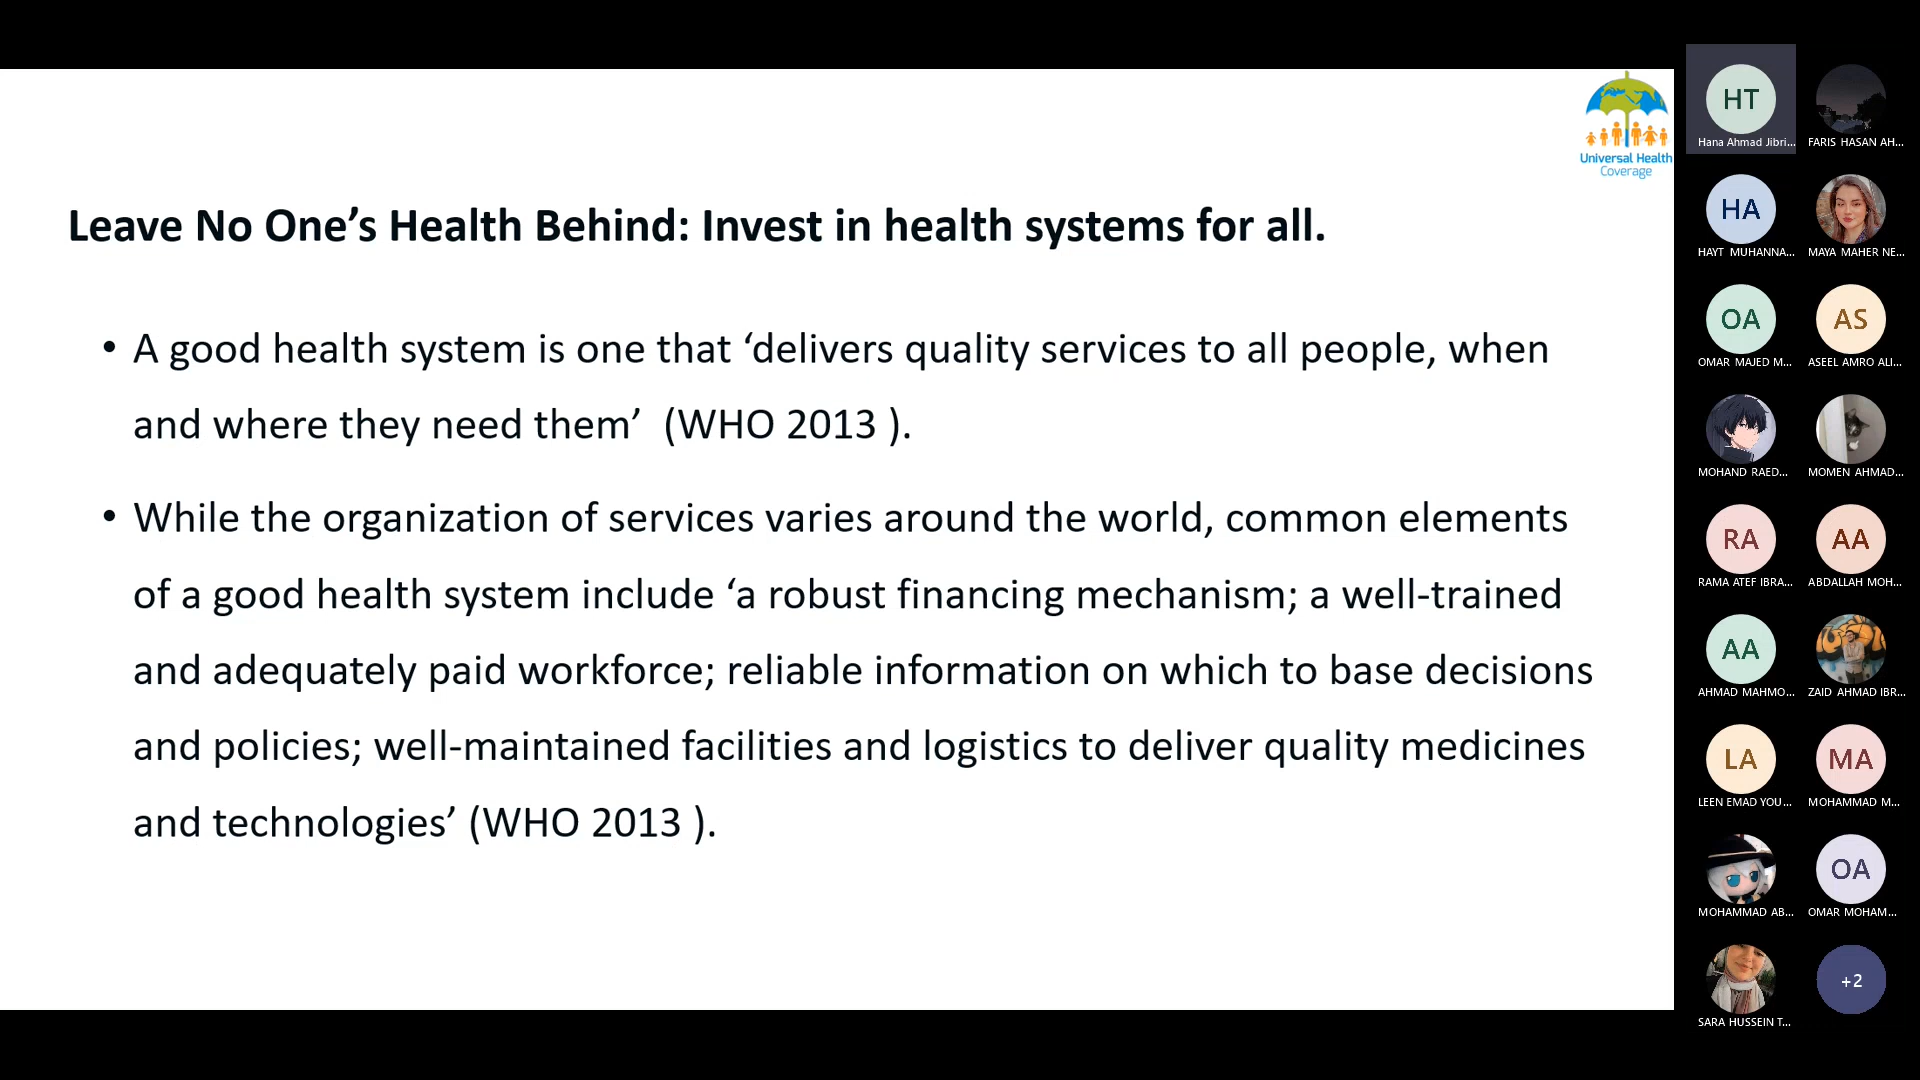 Universal Health
Coverage
Leave No One’s Health Behind: Invest in health systems for all.
• A good health system is one that ‘delivers quality services to all people, when
and where they need them’  (WHO 2013 ).
• While the organization of services varies around the world, common elements
of a good health system include ‘a robust financing mechanism; a well-trained
and adequately paid workforce; reliable information on which to base decisions
and policies; well-maintained facilities and logistics to deliver quality medicines
and technologies’ (WHO 2013 ).
HT
Hana Ahmad Jibri...
FARIS HASAN AH...
HA
HAYT MUHANNA...
MAYA MAHER NE...
OA
OMAR MAJED M...
AS
ASEEL AMRO ALI...
MOHAND RAED...
MOMEN AHMAD...
RA
RAMA ATEF IBRA...
AA
ABDALLAH MOH...
AA
AHMAD MAHMO...
ZAID AHMAD IBR...
LA
LEEN EMAD YOU...
MA
MOHAMMAD M...
MOHAMMAD AB...
OA
OMAR MOHAM...
SARA HUSSEIN T...
+2